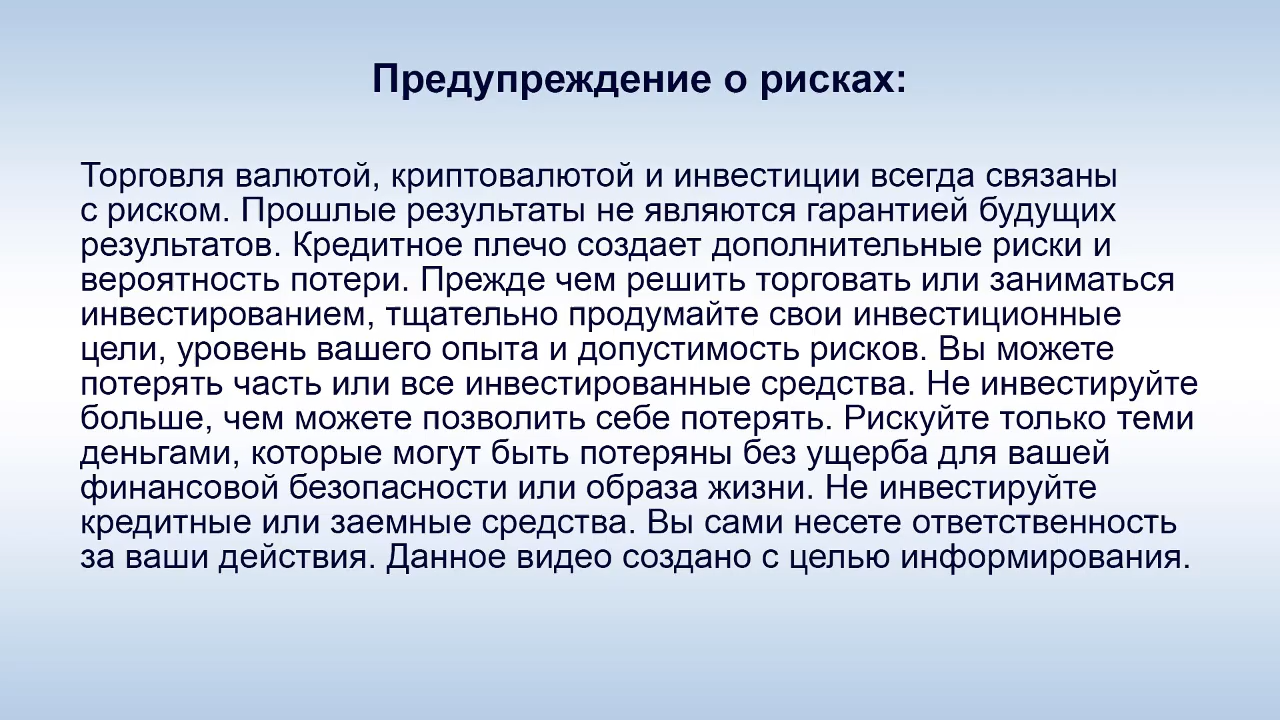 Предупреждение о рисках:
Торговля валютой, криптовалютой и инвестиции всегда связаны
с риском. Прошлые результаты не являются гарантией будущих
результатов. Кредитное плечо создает дополнительные риски и
вероятность потери. Прежде чем решить торговать или заниматься
инвестированием, тщательно продумайте свои инвестиционные
цели, уровень вашего опыта и допустимость рисков. Вы можете
потерять часть или все инвестированные средства. Не инвестируйте
больше, чем можете позволить себе потерять. Рискуйте только теми
деньгами, которые могут быть потеряны без ущерба для вашей
финансовой безопасности или образа жизни. Не инвестируйте
кредитные или заемные средства. Вы сами несете ответственность
за ваши действия. Данное видео создано с целью информирования.